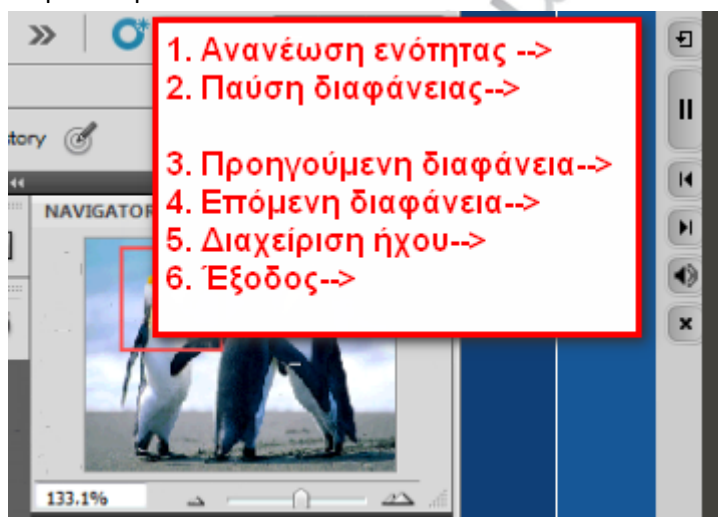 1. Ανανέωση ενότητας -->
2. Παύση διαφάνειας-->
tory
3. Προηγούμενη διαφάνεια-->
4. Επόμενη διαφάνεια-->
NAVIGATOR
5. Διαχείριση ήχου-->
6. Έξοδος-->
133.1%